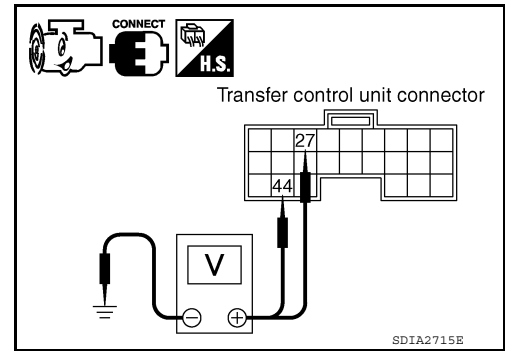 CONNECT
H.S.
Transfer control unit connector
27
44
V
− +
SDIA2715E